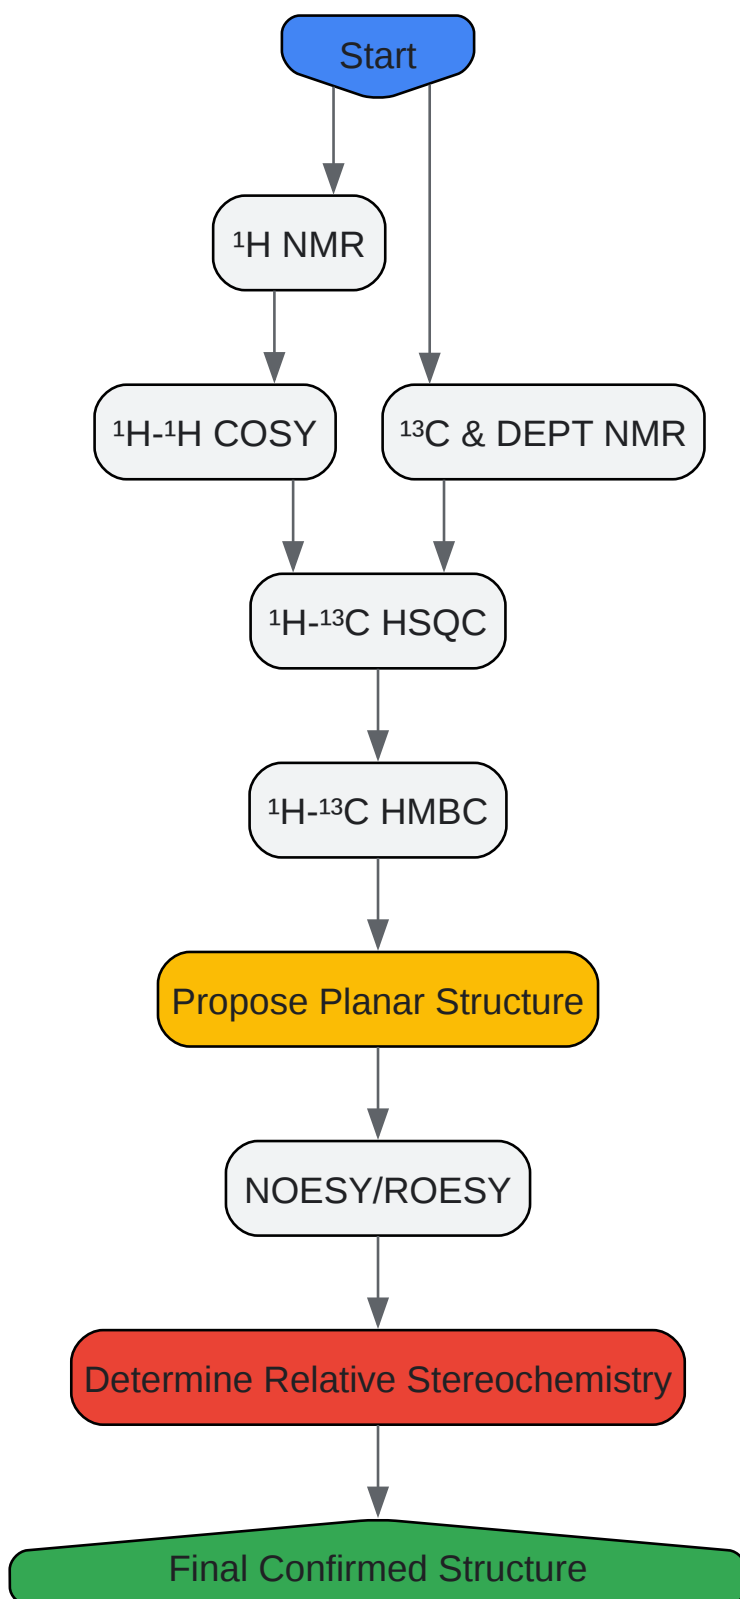 Start
¹H NMR
¹H-¹H COSY
¹³C & DEPT NMR
¹H-¹³C HSQC
¹H-¹³C HMBC
Propose Planar Structure
NOESY/ROESY
Determine Relative Stereochemistry
Final Confirmed Structure